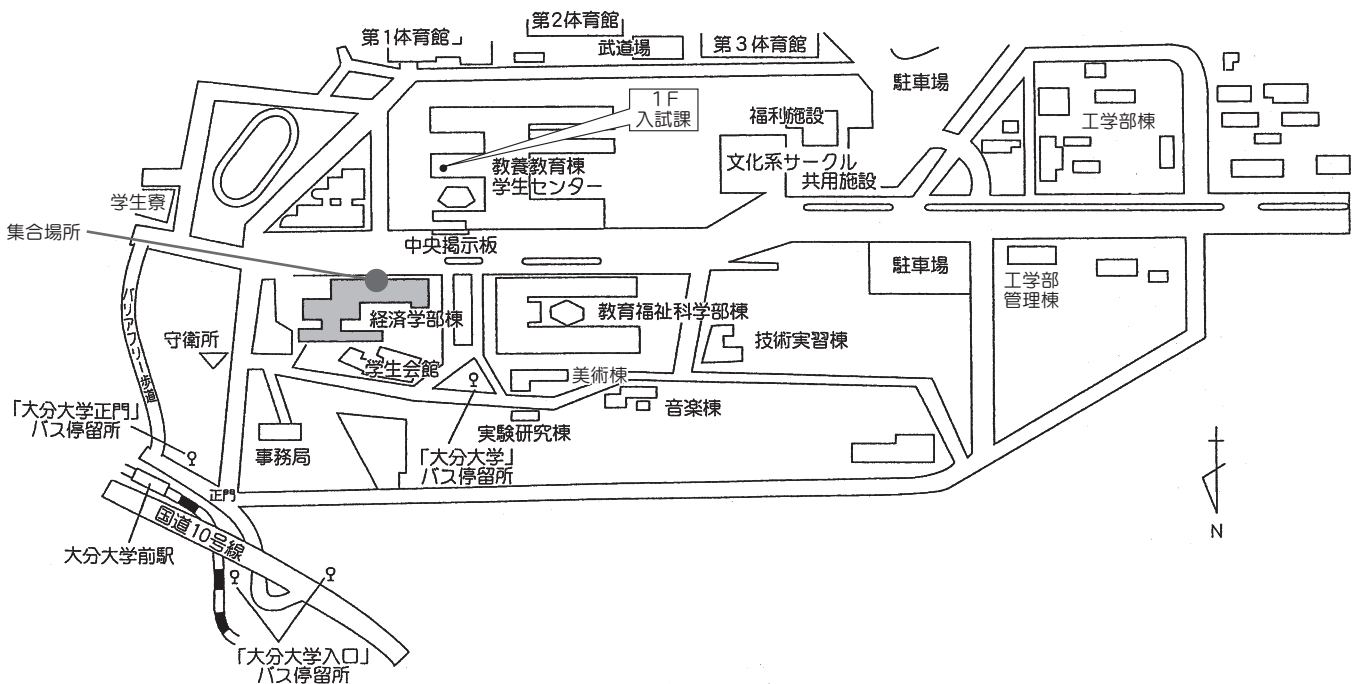 第2体育館
第1体育館
武道場
第3体育館
駐車場
1F
入試課
福利施設
工学部棟
教養教育棟
学生センター
文化系サークル
共用施設
学生寮
集合場所
中央掲示板
駐車場
工学部
管理棟
バリアフリー歩道
守衛所
経済学部棟
教育福祉科学部棟
技術実習棟
学生会館
美術棟
音楽棟
「大分大学正門」
バス停留所
事務局
実験研究棟
「大分大学」
バス停留所
正門
国道10号線
大分大学前駅
「大分大学入口」
バス停留所
N